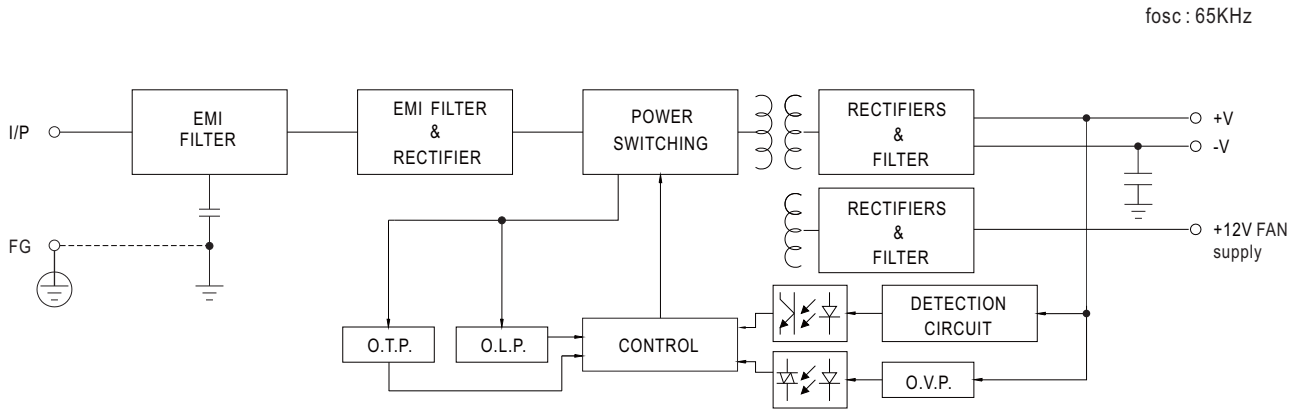 fosc : 65KHz
I/P
EMI
FILTER
EMI FILTER
&
RECTIFIER
POWER
SWITCHING
RECTIFIERS
&
FILTER
+V
-V
RECTIFIERS
&
FILTER
+12V FAN
supply
FG
O.T.P.
O.L.P.
CONTROL
DETECTION
CIRCUIT
O.V.P.